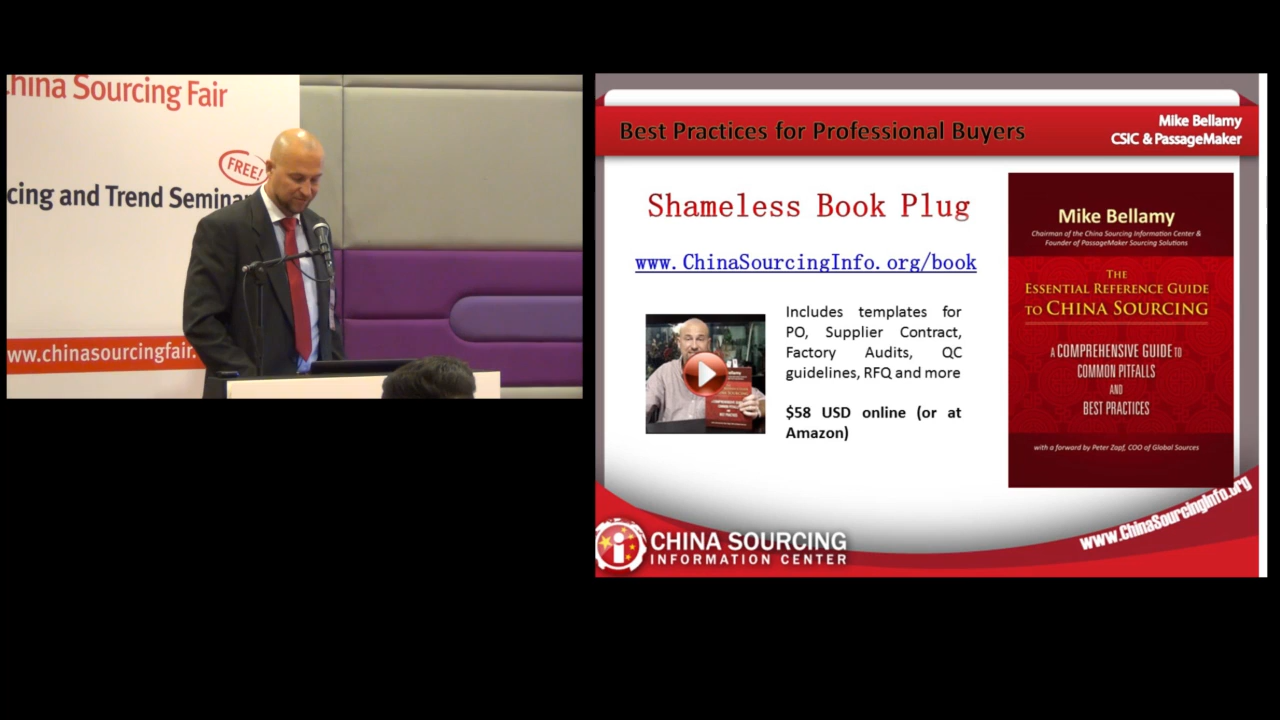 China Sourcing Fair
FREE!
cing and Trend Seminar
www.chinasourcingfair.
Best Practices for Professional Buyers
Mike Bellamy
CSIC & PassageMaker
Shameless Book Plug
www.ChinaSourcingInfo.org/book
Includes templates for
PO, Supplier Contract,
Factory Audits, QC
guidelines, RFQ and more
$58 USD online (or at
Amazon)
Mike Bellamy
Chairman of the China Sourcing Information Center &
Founder of PassageMaker Sourcing Solutions
THE
ESSENTIAL REFERENCE GUIDE
TO CHINA SOURCING
A COMPREHENSIVE GUIDE TO
COMMON PITFALLS
AND
BEST PRACTICES
with a forward by Peter Zapf, COO of Global Sources
www.ChinaSourcingInfo.org
CHINA SOURCING
INFORMATION CENTER